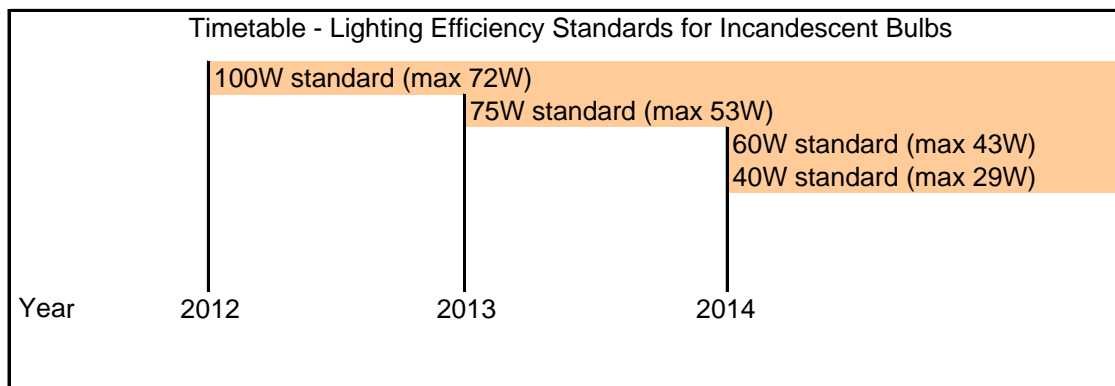 Timetable - Lighting Efficiency Standards for Incandescent Bulbs
100W standard (max 72W)
75W standard (max 53W)
60W standard (max 43W)
40W standard (max 29W)
Year 2012 2013 2014